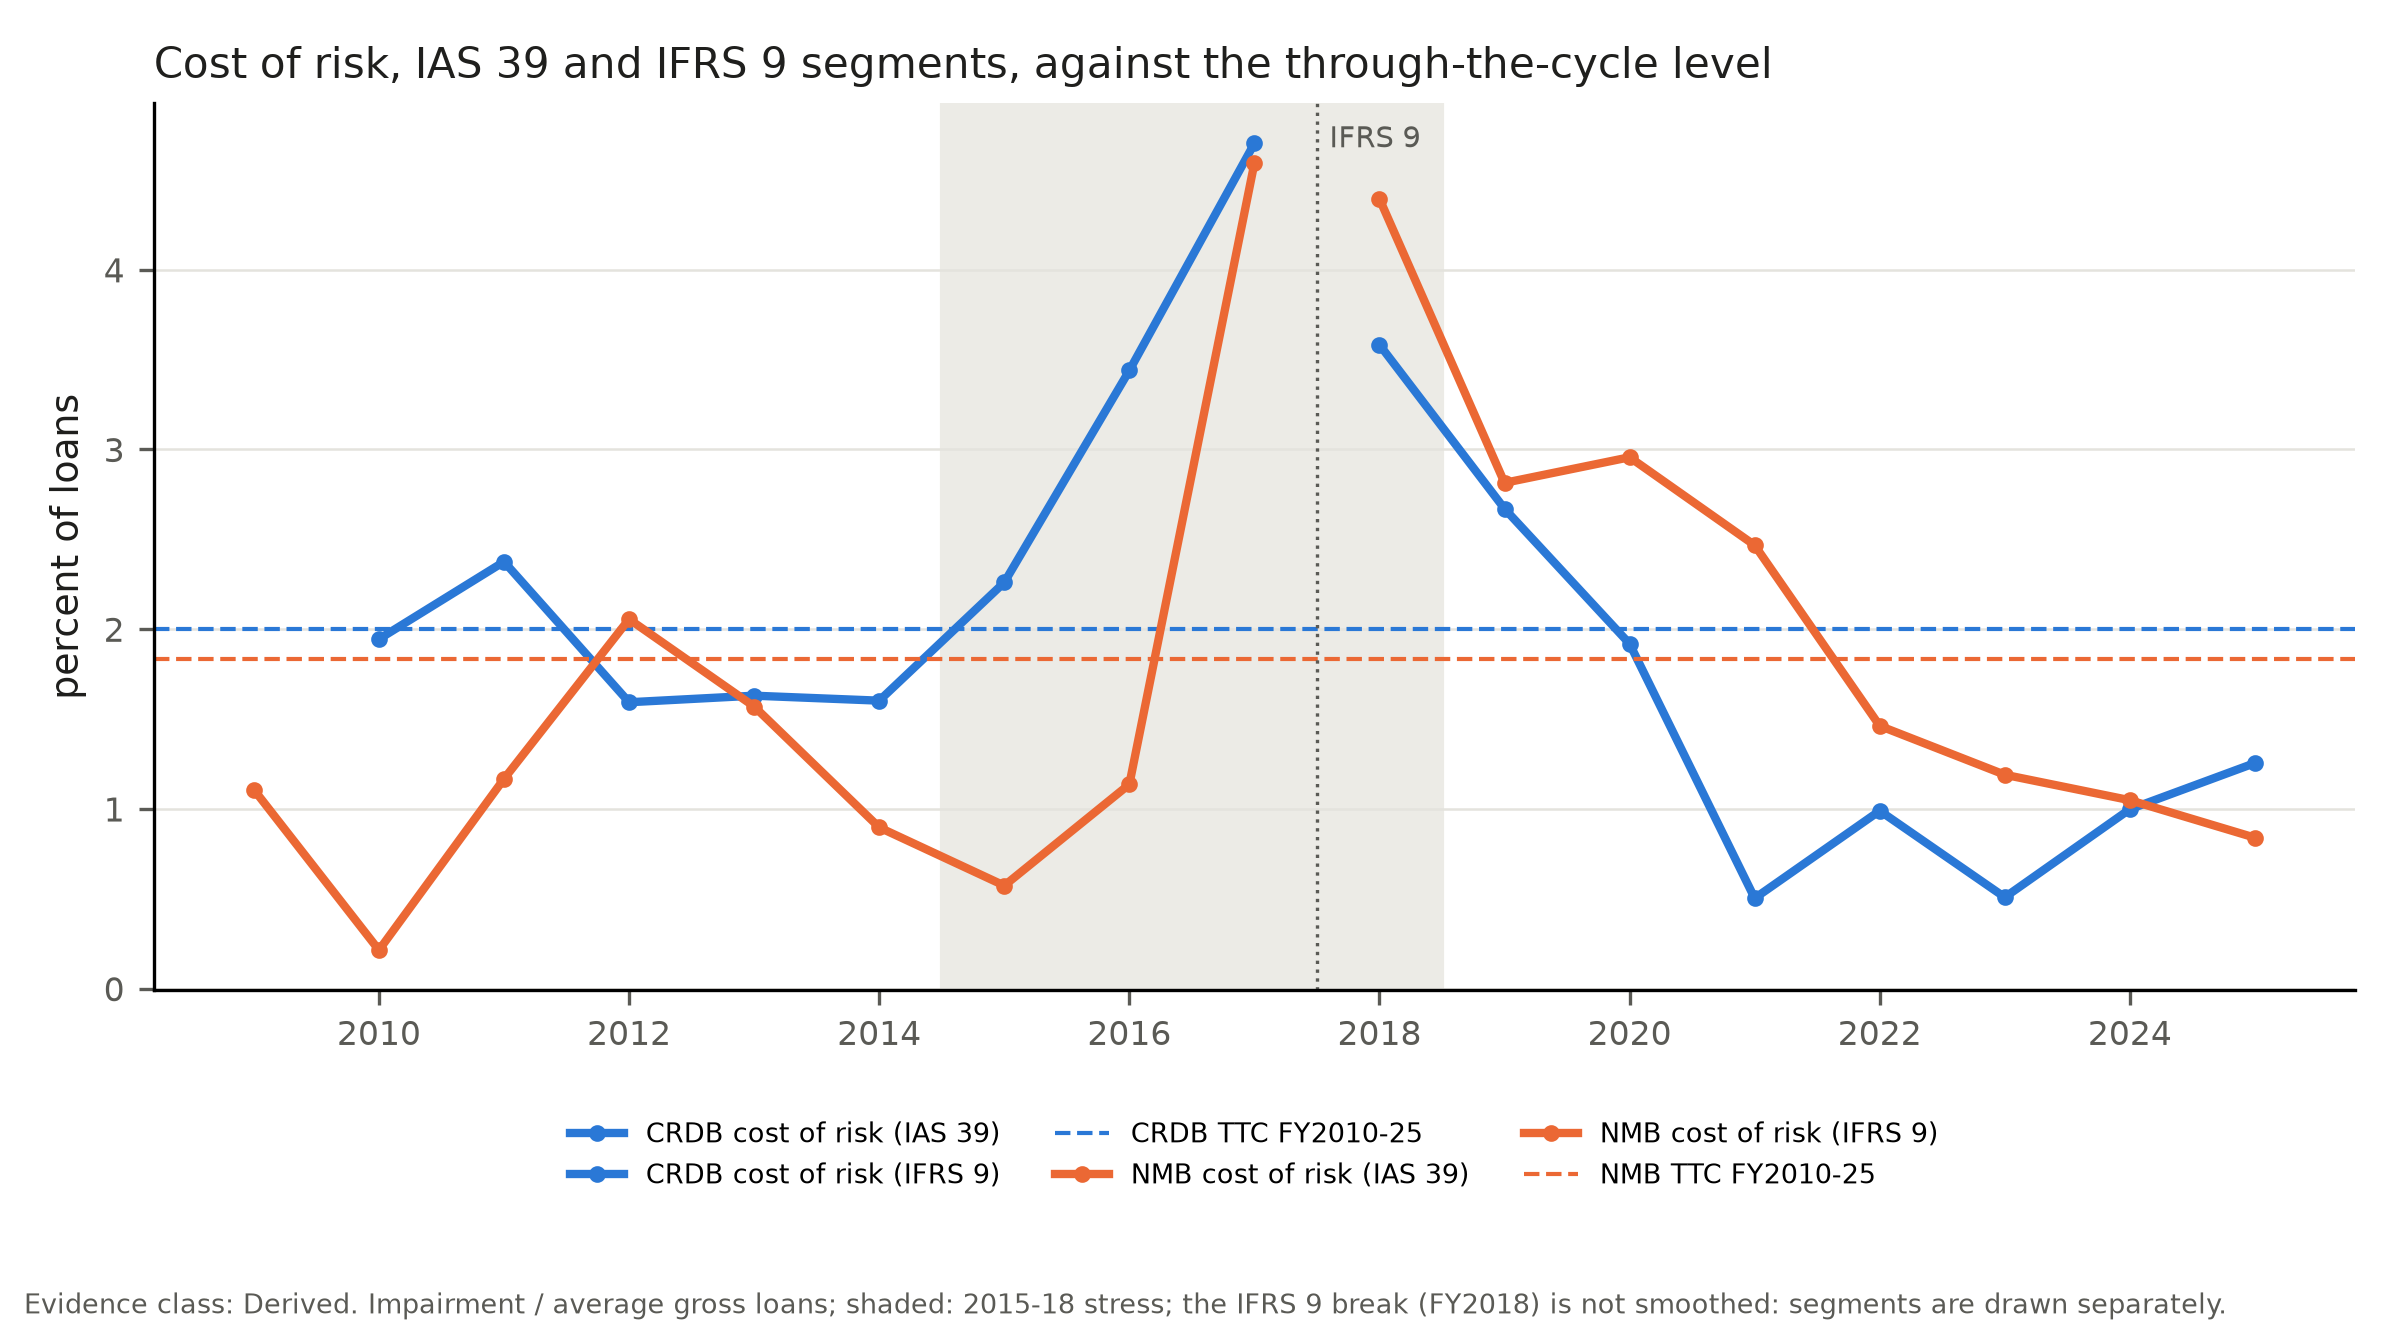 Cost of risk, IAS 39 and IFRS 9 segments, against the through-the-cycle level
IFRS 9
percent of loans
4
3
2
1
0
2010 2012 2014 2016 2018 2020 2022 2024
CRDB cost of risk (IAS 39)
CRDB cost of risk (IFRS 9)
CRDB TTC FY2010-25
NMB cost of risk (IAS 39)
NMB cost of risk (IFRS 9)
NMB TTC FY2010-25
Evidence class: Derived. Impairment / average gross loans; shaded: 2015-18 stress; the IFRS 9 break (FY2018) is not smoothed: segments are drawn separately.